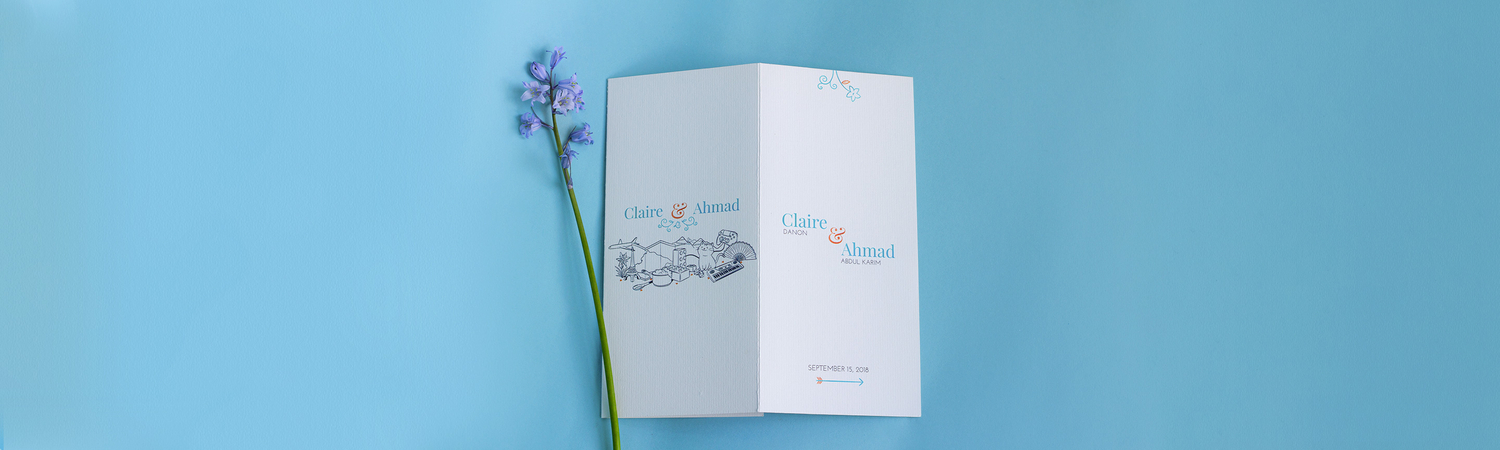 Claire & Ahmad
Claire
DANON
&
Ahmad
ABDUL KARIM
SEPTEMBER 15, 2018